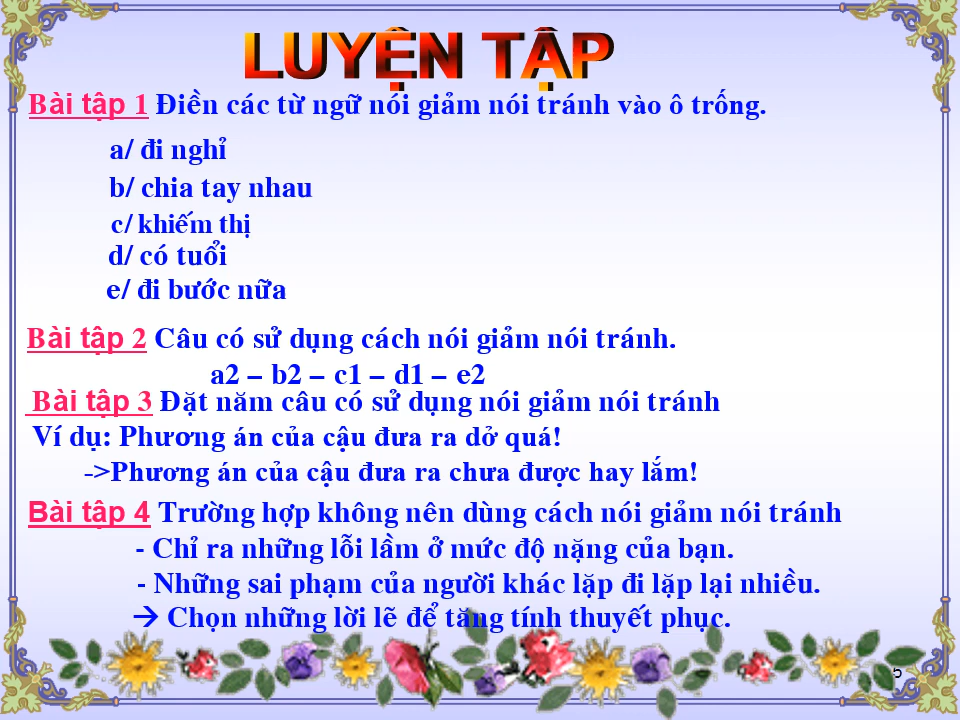 LUYỆN TẬP
Bài tập 1 Điền các từ ngữ nói giảm nói tránh vào ô trống.
a/ đi nghỉ
b/ chia tay nhau
c/ khiếm thị
d/ có tuổi
e/ đi bước nữa
Bài tập 2 Câu có sử dụng cách nói giảm nói tránh.
a2 – b2 – c1 – d1 – e2
Bài tập 3 Đặt năm câu có sử dụng nói giảm nói tránh
Ví dụ: Phương án của cậu đưa ra dở quá!
->Phương án của cậu đưa ra chưa được hay lắm!
Bài tập 4 Trường hợp không nên dùng cách nói giảm nói tránh
- Chỉ ra những lỗi lầm ở mức độ nặng của bạn.
- Những sai phạm của người khác lặp đi lặp lại nhiều.
→ Chọn những lời lẽ để tăng tính thuyết phục.